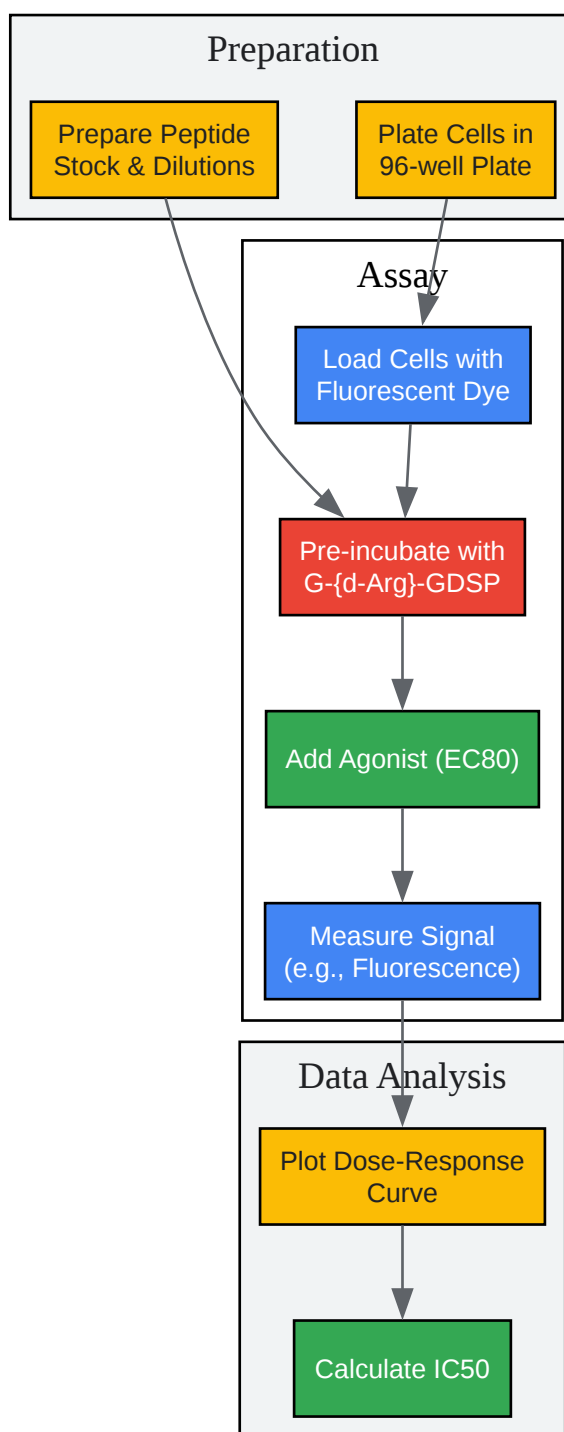 Preparation
Prepare Peptide
Stock & Dilutions
Plate Cells in
96-well Plate
Assay
Load Cells with
Fluorescent Dye
Pre-incubate with
G-{d-Arg}-GDSP
Add Agonist (EC80)
Measure Signal
(e.g., Fluorescence)
Data Analysis
Plot Dose-Response
Curve
Calculate IC50